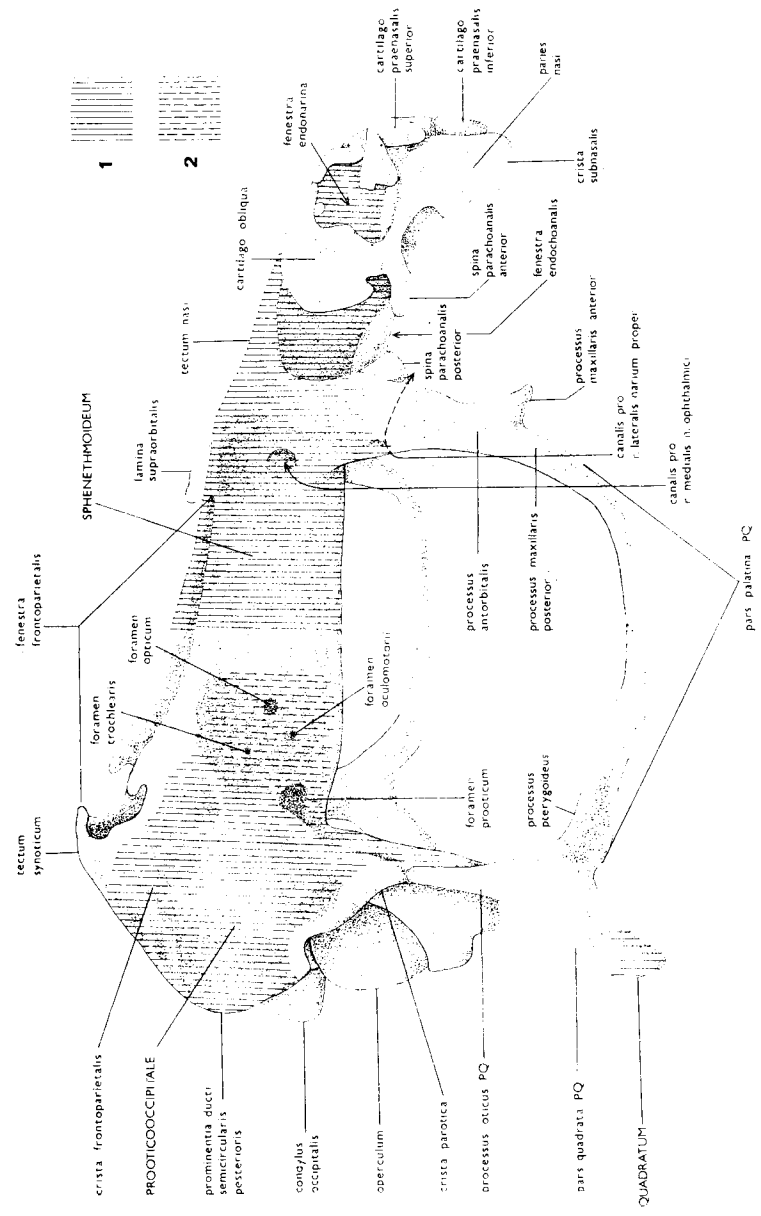 crista frontoparietalis
PROOTICOOCCIPITALE
prominentia ducti
semicircularis
posterioris
condylus
occipitalis
operculum
crista parotica
processus oticus PQ
pars quadrata PQ
QUADRATUM
tectum
synoticum
fenestra
frontoparietalis
foramen
trochlearis
foramen
opticum
foramen
oculomotorii
foramen
prooticum
processus
pterygoideus
lamina
supraorbitalis
SPHENETHMOIDEUM
tectum nasi
cartilago obliqua
fenestra
endonarina
1
2
cartilago
praenasalis
superior
cartilago
praenasalis
inferior
paries
nasi
crista
subnasalis
spina
parachoanalis
anterior
fenestra
endochoanalis
spina
parachoanalis
posterior
processus
maxillaris anterior
canalis pro
r. lateralis narium proper
canalis pro
r. medialis n. ophthalmici
processus
antorbitalis
processus maxillaris
posterior
pars palatina PQ